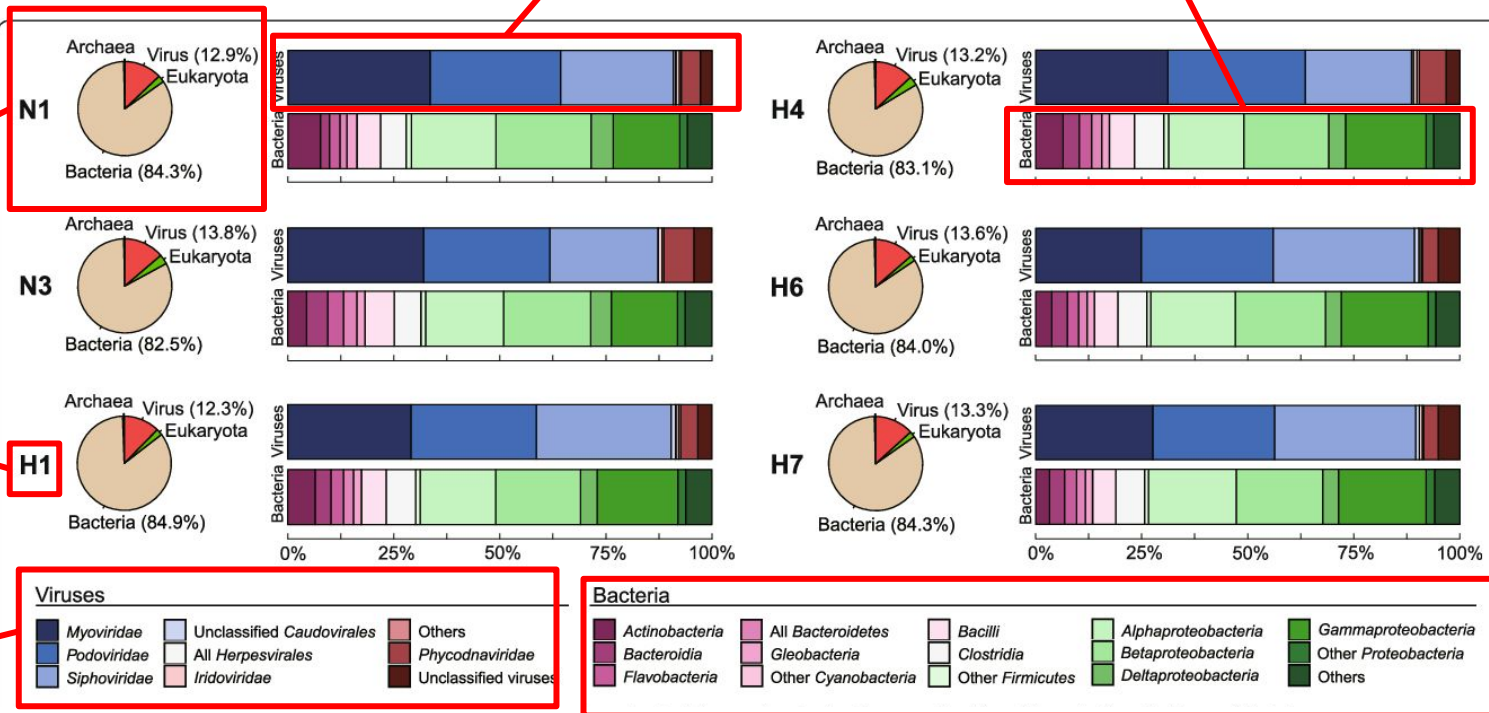 N1
Archaea
Virus (12.9%)
Eukaryota
Bacteria (84.3%)
Viruses
Bacteria
H4
Archaea
Virus (13.2%)
Eukaryota
Bacteria (83.1%)
Viruses
Bacteria
N3
Archaea
Virus (13.8%)
Eukaryota
Bacteria (82.5%)
Viruses
Bacteria
H6
Archaea
Virus (13.6%)
Eukaryota
Bacteria (84.0%)
Viruses
Bacteria
H1
Archaea
Virus (12.3%)
Eukaryota
Bacteria (84.9%)
Viruses
Bacteria
0% 25% 50% 75% 100%
H7
Archaea
Virus (13.3%)
Eukaryota
Bacteria (84.3%)
Viruses
Bacteria
0% 25% 50% 75% 100%
Viruses
Myoviridae Unclassified Caudovirales Others
Podoviridae All Herpesvirales Phycodnaviridae
Siphoviridae Iridoviridae Unclassified viruses
Bacteria
Actinobacteria All Bacteroidetes Bacilli Alphaproteobacteria Gammaproteobacteria
Bacteroidia Gleobacteria Clostridia Betaproteobacteria Other Proteobacteria
Flavobacteria Other Cyanobacteria Other Firmicutes Deltaproteobacteria Others